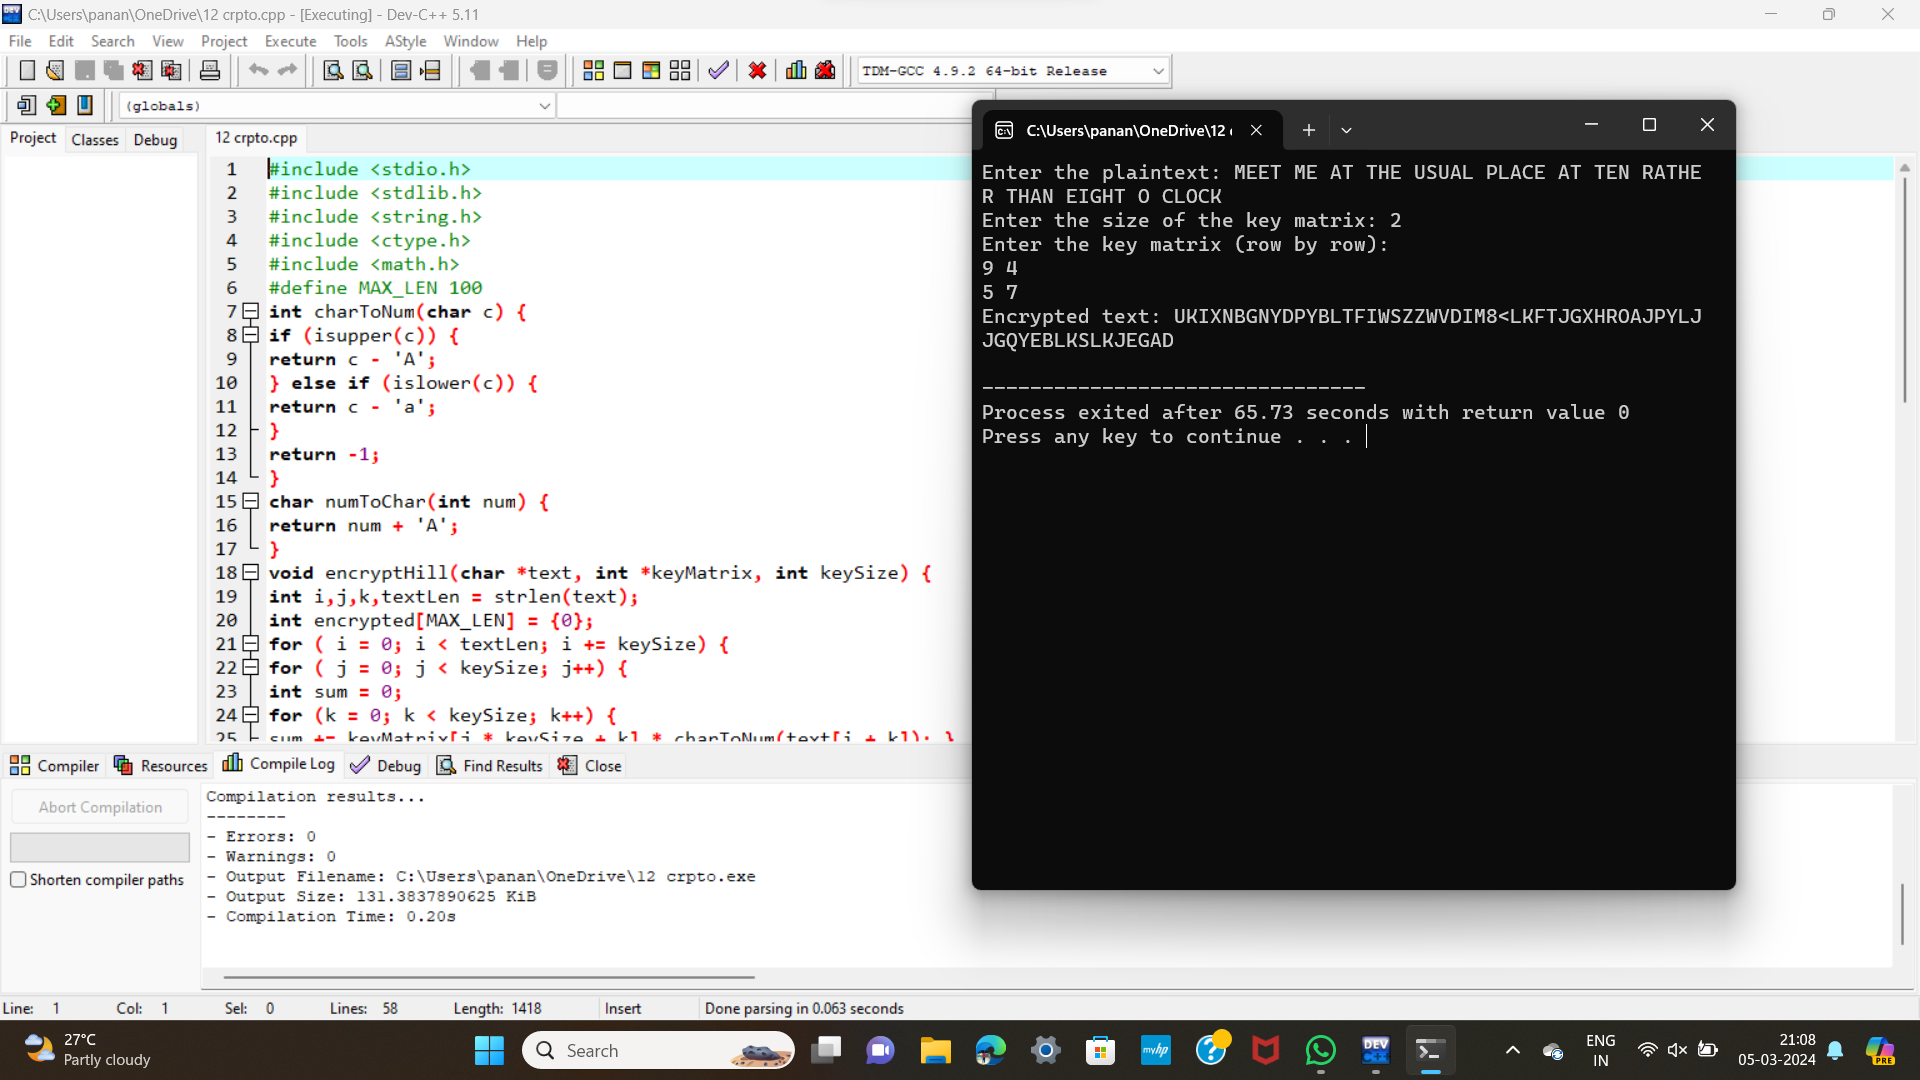 C:\Users\panan\OneDrive\12 crpto.cpp - [Executing] - Dev-C++ 5.11
File Edit Search View Project Execute Tools AStyle Window Help
TDM-GCC 4.9.2 64-bit Release
(globals)
Project Classes Debug
12 crpto.cpp
1 #include <stdio.h>
2 #include <stdlib.h>
3 #include <string.h>
4 #include <ctype.h>
5 #include <math.h>
6 #define MAX_LEN 100
7 int charToNum(char c) {
8 if (isupper(c)) {
9 return c - 'A';
10 } else if (islower(c)) {
11 return c - 'a';
12 }
13 return -1;
14 }
15 char numToChar(int num) {
16 return num + 'A';
17 }
18 void encryptHill(char *text, int *keyMatrix, int keySize) {
19 int i,j,k,textLen = strlen(text);
20 int encrypted[MAX_LEN] = {0};
21 for ( i = 0; i < textLen; i += keySize) {
22 for ( j = 0; j < keySize; j++) {
23 int sum = 0;
24 for (k = 0; k < keySize; k++) {
25 sum += keyMatrix[j * keySize + k] * charToNum(text[i + k]); }
C:\Users\panan\OneDrive\12
Enter the plaintext: MEET ME AT THE USUAL PLACE AT TEN RATHE
R THAN EIGHT O CLOCK
Enter the size of the key matrix: 2
Enter the key matrix (row by row):
9 4
5 7
Encrypted text: UKIXNBGNYDPYBLTFIWSZZWVDIM8<LKFTJGXHROAJPYLJ
JGQYEBLKSLKJEGAD
--------------------------------
Process exited after 65.73 seconds with return value 0
Press any key to continue . . .
Compiler Resources Compile Log Debug Find Results Close
Abort Compilation
Shorten compiler paths
Compilation results...
--------
- Errors: 0
- Warnings: 0
- Output Filename: C:\Users\panan\OneDrive\12 crpto.exe
- Output Size: 131.3837890625 KiB
- Compilation Time: 0.20s
Line: 1 Col: 1 Sel: 0 Lines: 58 Length: 1418 Insert Done parsing in 0.063 seconds
27°C
Partly cloudy
Search
myhp
DEV
C++
ENG
IN
21:08
05-03-2024
PRE